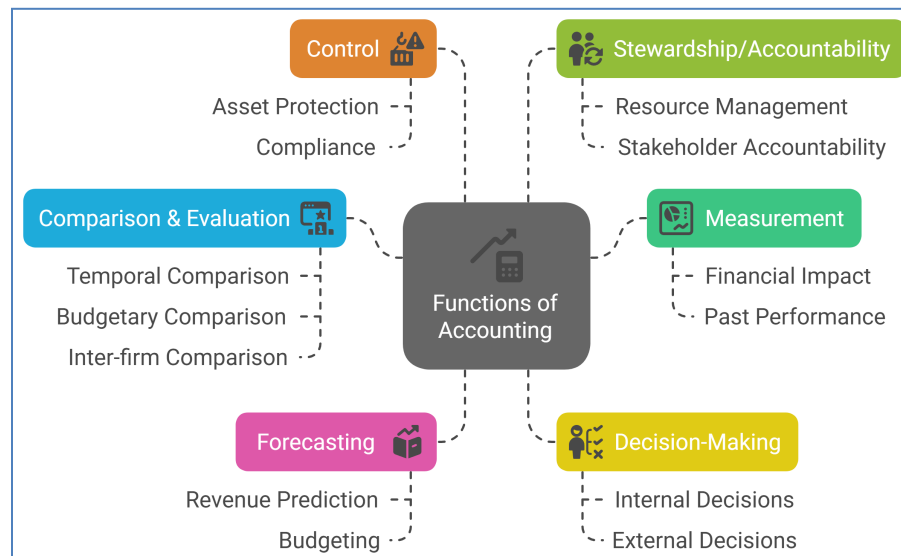 Control
Asset Protection
Compliance
Stewardship/Accountability
Resource Management
Stakeholder Accountability
Comparison & Evaluation
Temporal Comparison
Budgetary Comparison
Inter-firm Comparison
Functions of
Accounting
Measurement
Financial Impact
Past Performance
Forecasting
Revenue Prediction
Budgeting
Decision-Making
Internal Decisions
External Decisions